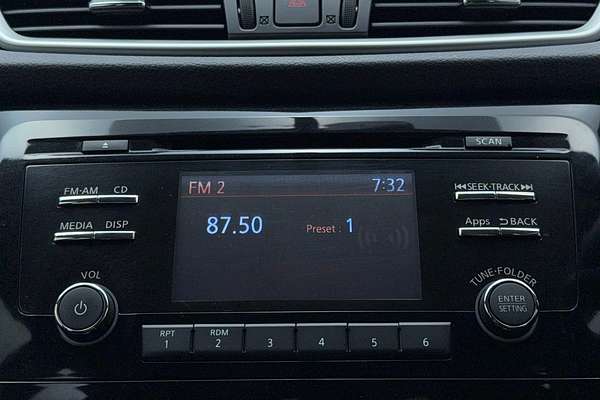 SCAN
FM 2 7:32
FM·AM CD
SEEK·TRACK
87.50 Preset : 1
MEDIA DISP
Apps BACK
VOL
TUNE·FOLDER
ENTER
SETTING
RPT RDM
1 2 3 4 5 6